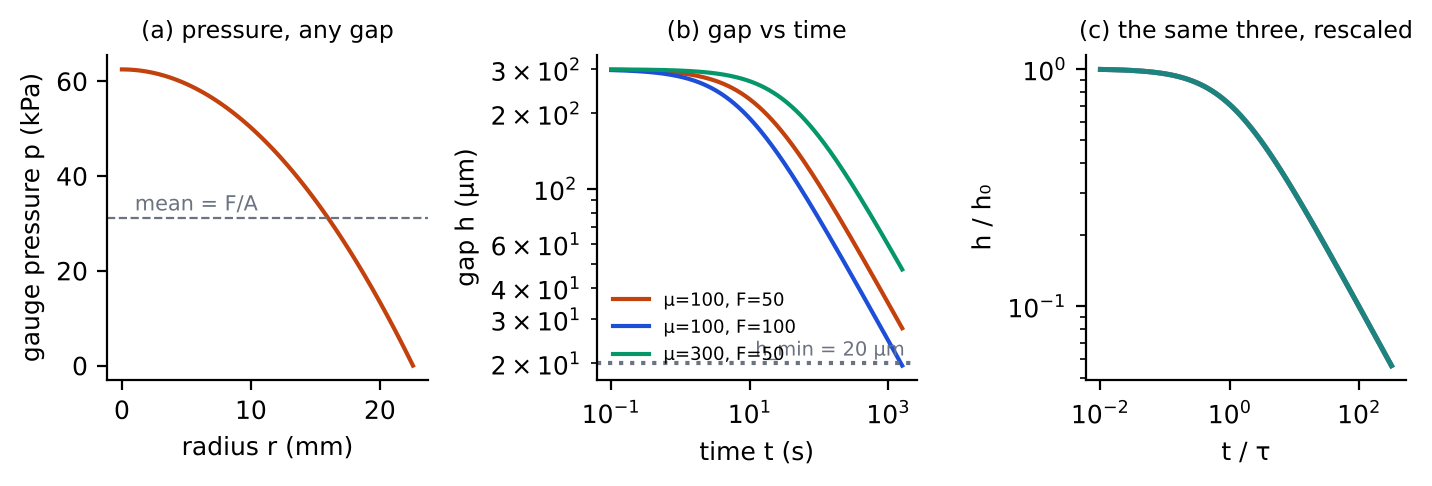 (a) pressure, any gap
gauge pressure p (kPa)
60
40
20
0
mean = F/A
0 10 20
radius r (mm)
(b) gap vs time
gap h (μm)
3 × 10²
2 × 10²
10²
6 × 10¹
4 × 10¹
3 × 10¹
2 × 10¹
μ=100, F=50
μ=100, F=100
μ=300, F=50
h_min = 20 μm
10⁻¹ 10¹ 10³
time t (s)
(c) the same three, rescaled
h / h₀
10⁰
10⁻¹
10⁻² 10⁰ 10²
t / τ